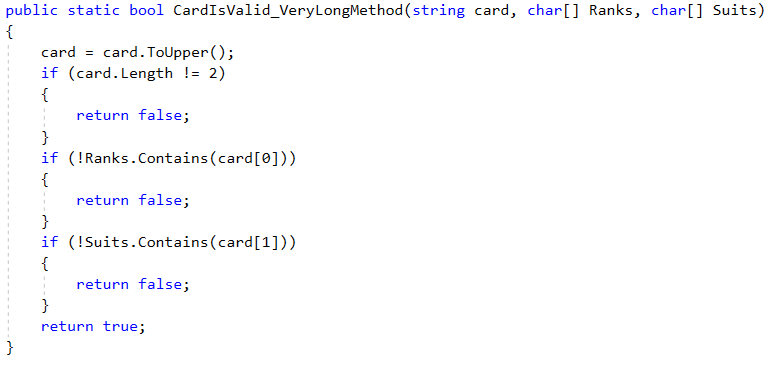 public static bool CardIsValid_VeryLongMethod(string card, char[] Ranks, char[] Suits)
{
    card = card.ToUpper();
    if (card.Length != 2)
    {
        return false;
    }
    if (!Ranks.Contains(card[0]))
    {
        return false;
    }
    if (!Suits.Contains(card[1]))
    {
        return false;
    }
    return true;
}